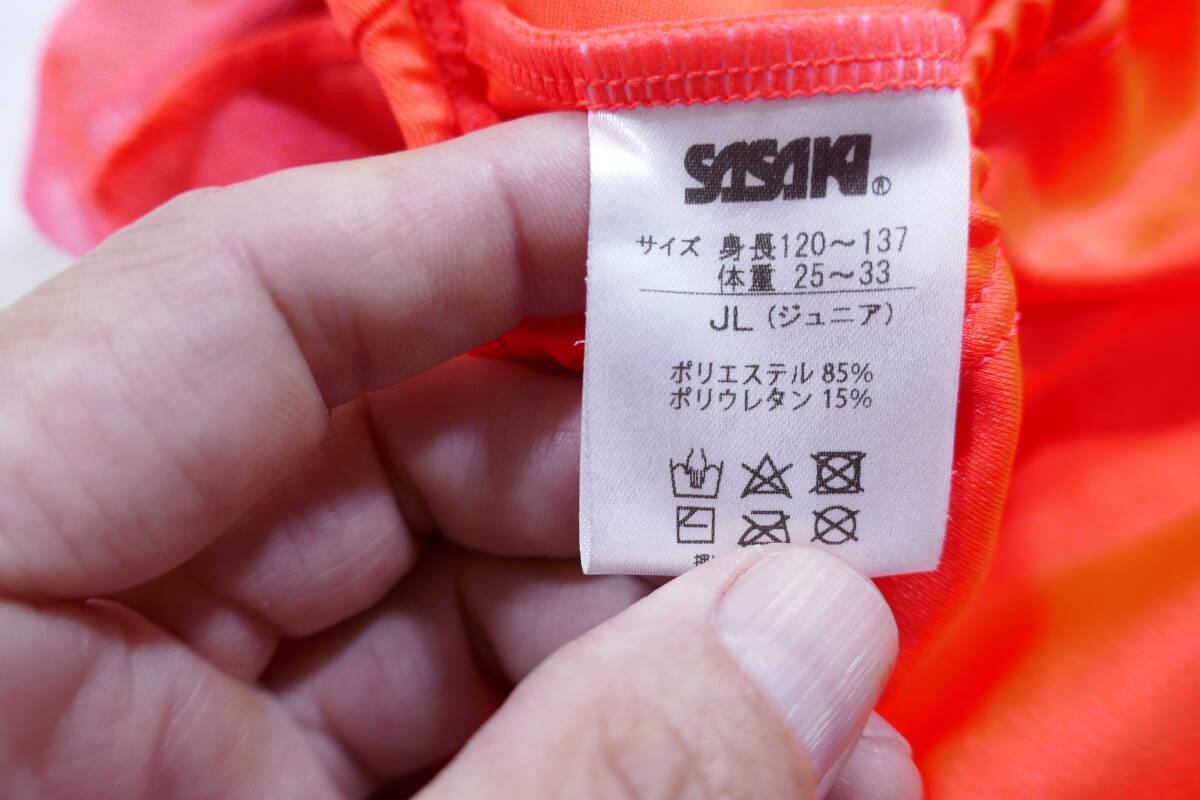 SASAKI®
サイズ 身長120～137
体重 25～33
JL（ジュニア）
ポリエステル 85%
ポリウレタン 15%